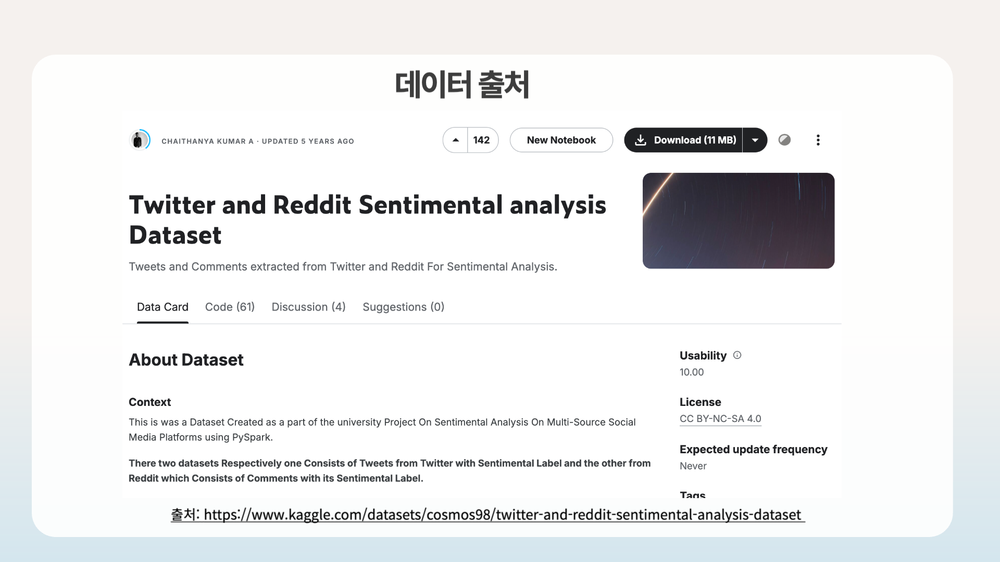 데이터 출처
CHAITHANYA KUMAR A · UPDATED 5 YEARS AGO
142
New Notebook
Download (11 MB)
Twitter and Reddit Sentimental analysis
Dataset
Tweets and Comments extracted from Twitter and Reddit For Sentimental Analysis.
Data Card
Code (61)
Discussion (4)
Suggestions (0)
About Dataset
Context
This is was a Dataset Created as a part of the university Project On Sentimental Analysis On Multi-Source Social
Media Platforms using PySpark.
There two datasets Respectively one Consists of Tweets from Twitter with Sentimental Label and the other from
Reddit which Consists of Comments with its Sentimental Label.
Usability
10.00
License
CC BY-NC-SA 4.0
Expected update frequency
Never
Tags
출처: https://www.kaggle.com/datasets/cosmos98/twitter-and-reddit-sentimental-analysis-dataset